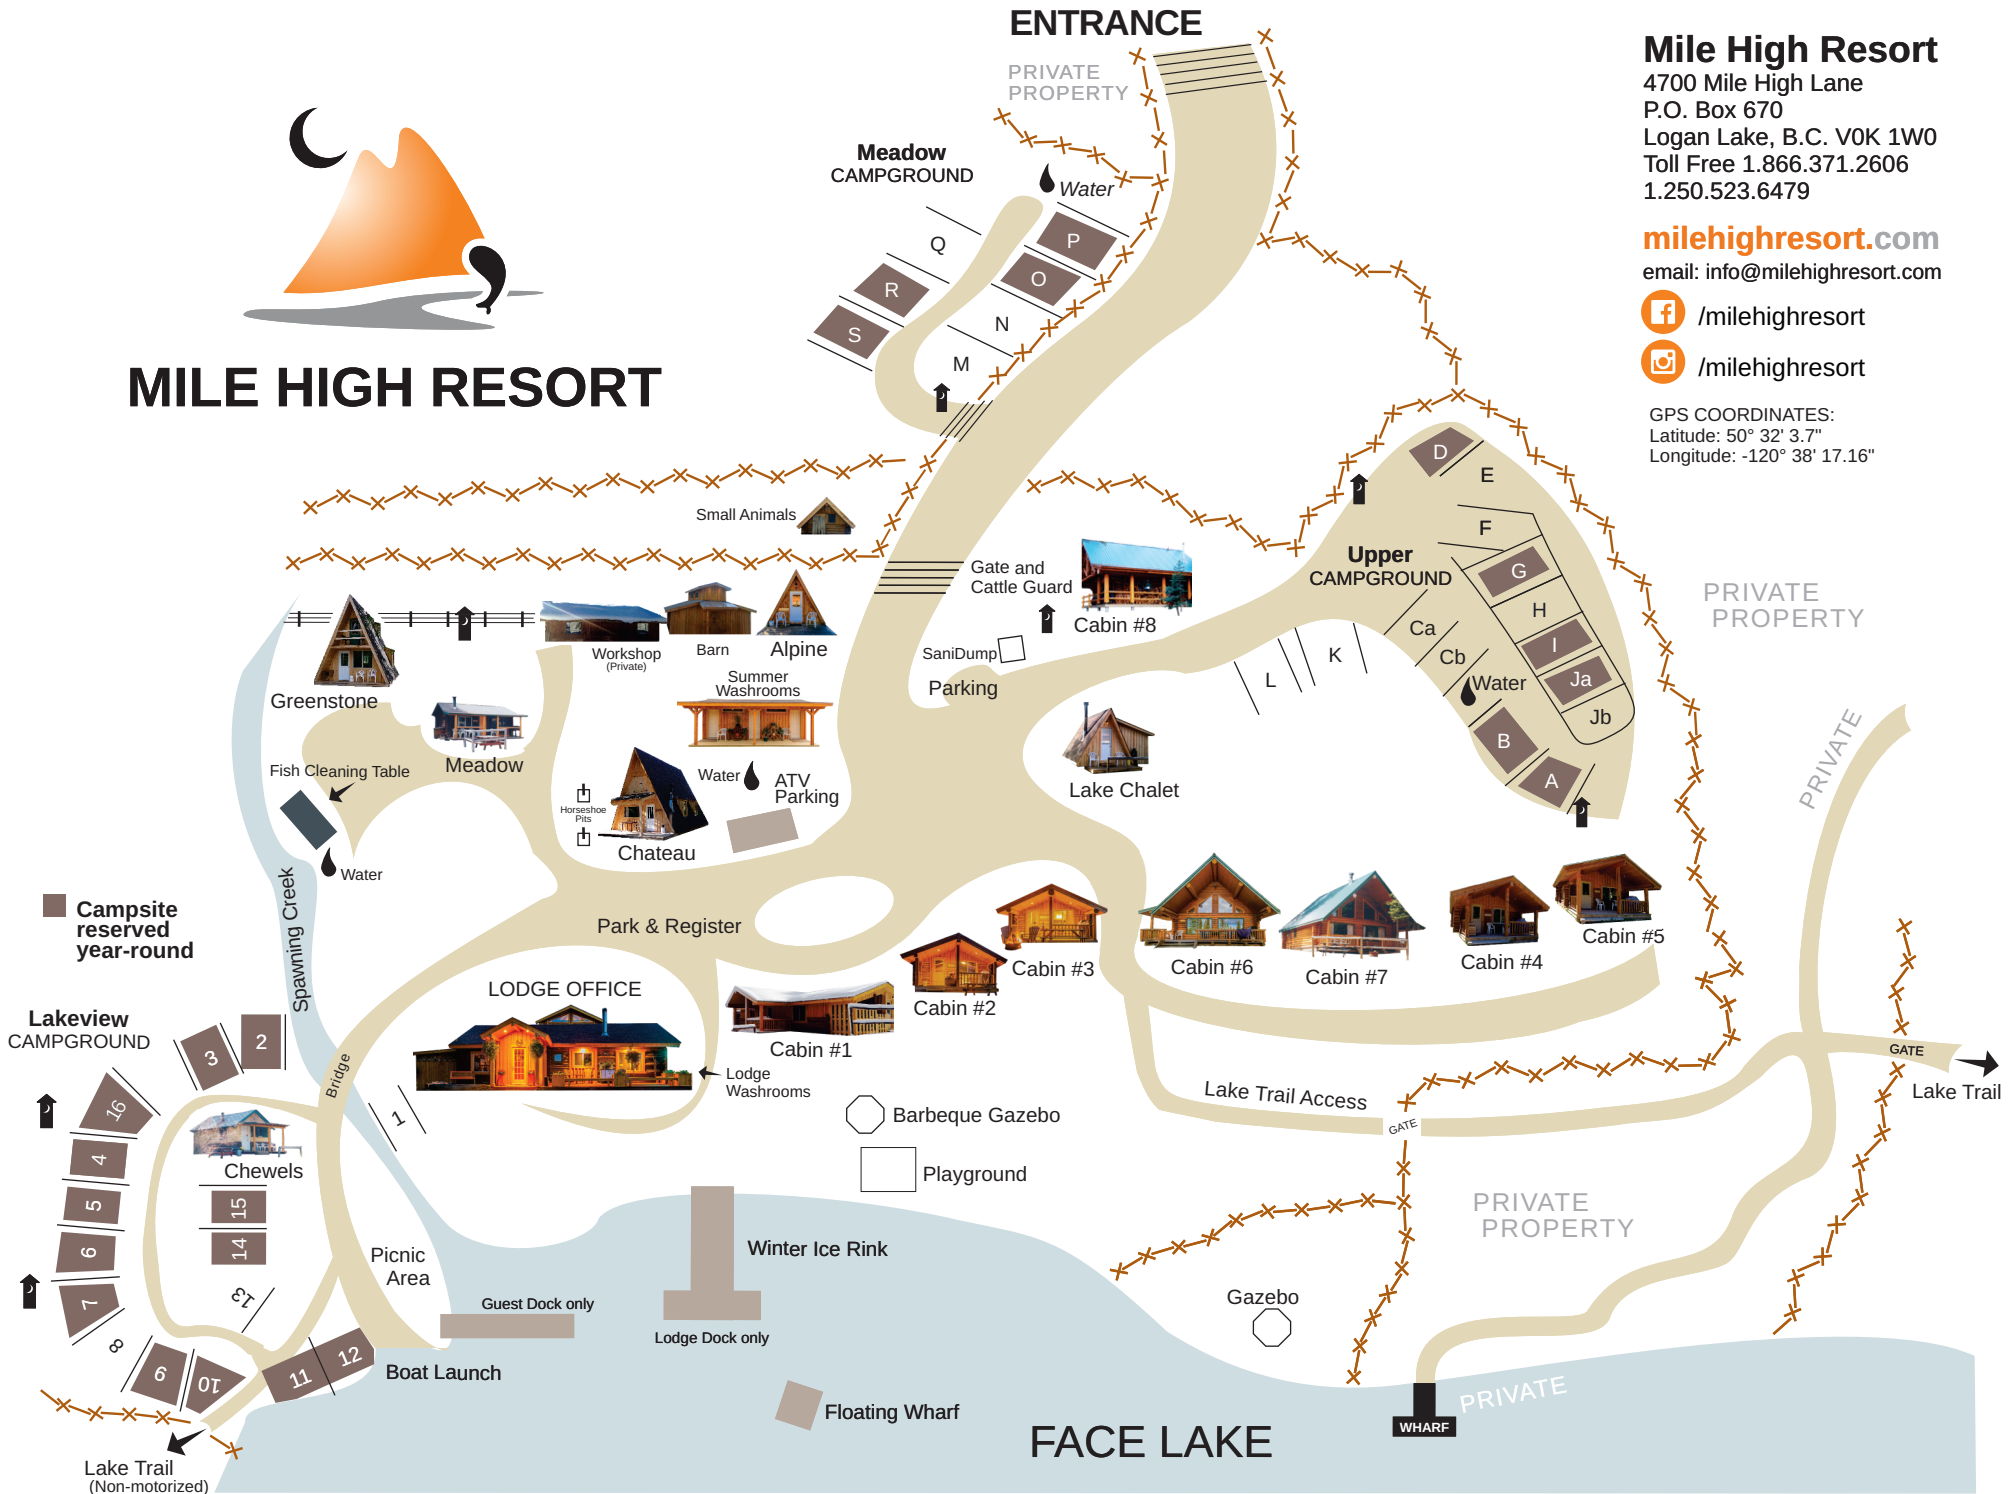 ENTRANCE
PRIVATE
PROPERTY
Mile High Resort
4700 Mile High Lane
P.O. Box 670
Logan Lake, B.C. V0K 1W0
Toll Free 1.866.371.2606
1.250.523.6479
milehighresort.com
email: info@milehighresort.com
/milehighresort
/milehighresort
GPS COORDINATES:
Latitude: 50° 32' 3.7"
Longitude: -120° 38' 17.16"
MILE HIGH RESORT
Meadow
CAMPGROUND
Water
P
Q
O
R
N
S
M
D
E
F
Upper
CAMPGROUND
G
H
Ca
I
Cb
Ja
Water
Jb
B
A
K
L
Small Animals
Gate and
Cattle Guard
Cabin #8
SaniDump
Parking
PRIVATE
PROPERTY
PRIVATE
Workshop
(Private)
Barn
Alpine
Greenstone
Summer
Washrooms
Meadow
Fish Cleaning Table
Water
ATV
Parking
Horseshoe
Pits
Chateau
Lake Chalet
Water
Spawning Creek
Campsite
reserved
year-round
Park & Register
Cabin #3
Cabin #6
Cabin #7
Cabin #4
Cabin #5
Cabin #2
Cabin #1
LODGE OFFICE
Lodge
Washrooms
Lakeview
CAMPGROUND
2
3
16
4
5
6
7
8
9
10
11
12
13
14
15
1
Bridge
Chewels
Barbeque Gazebo
Playground
Lake Trail Access
GATE
GATE
Lake Trail
PRIVATE
PROPERTY
Picnic
Area
Guest Dock only
Winter Ice Rink
Lodge Dock only
Boat Launch
Floating Wharf
Gazebo
FACE LAKE
WHARF
PRIVATE
Lake Trail
(Non-motorized)